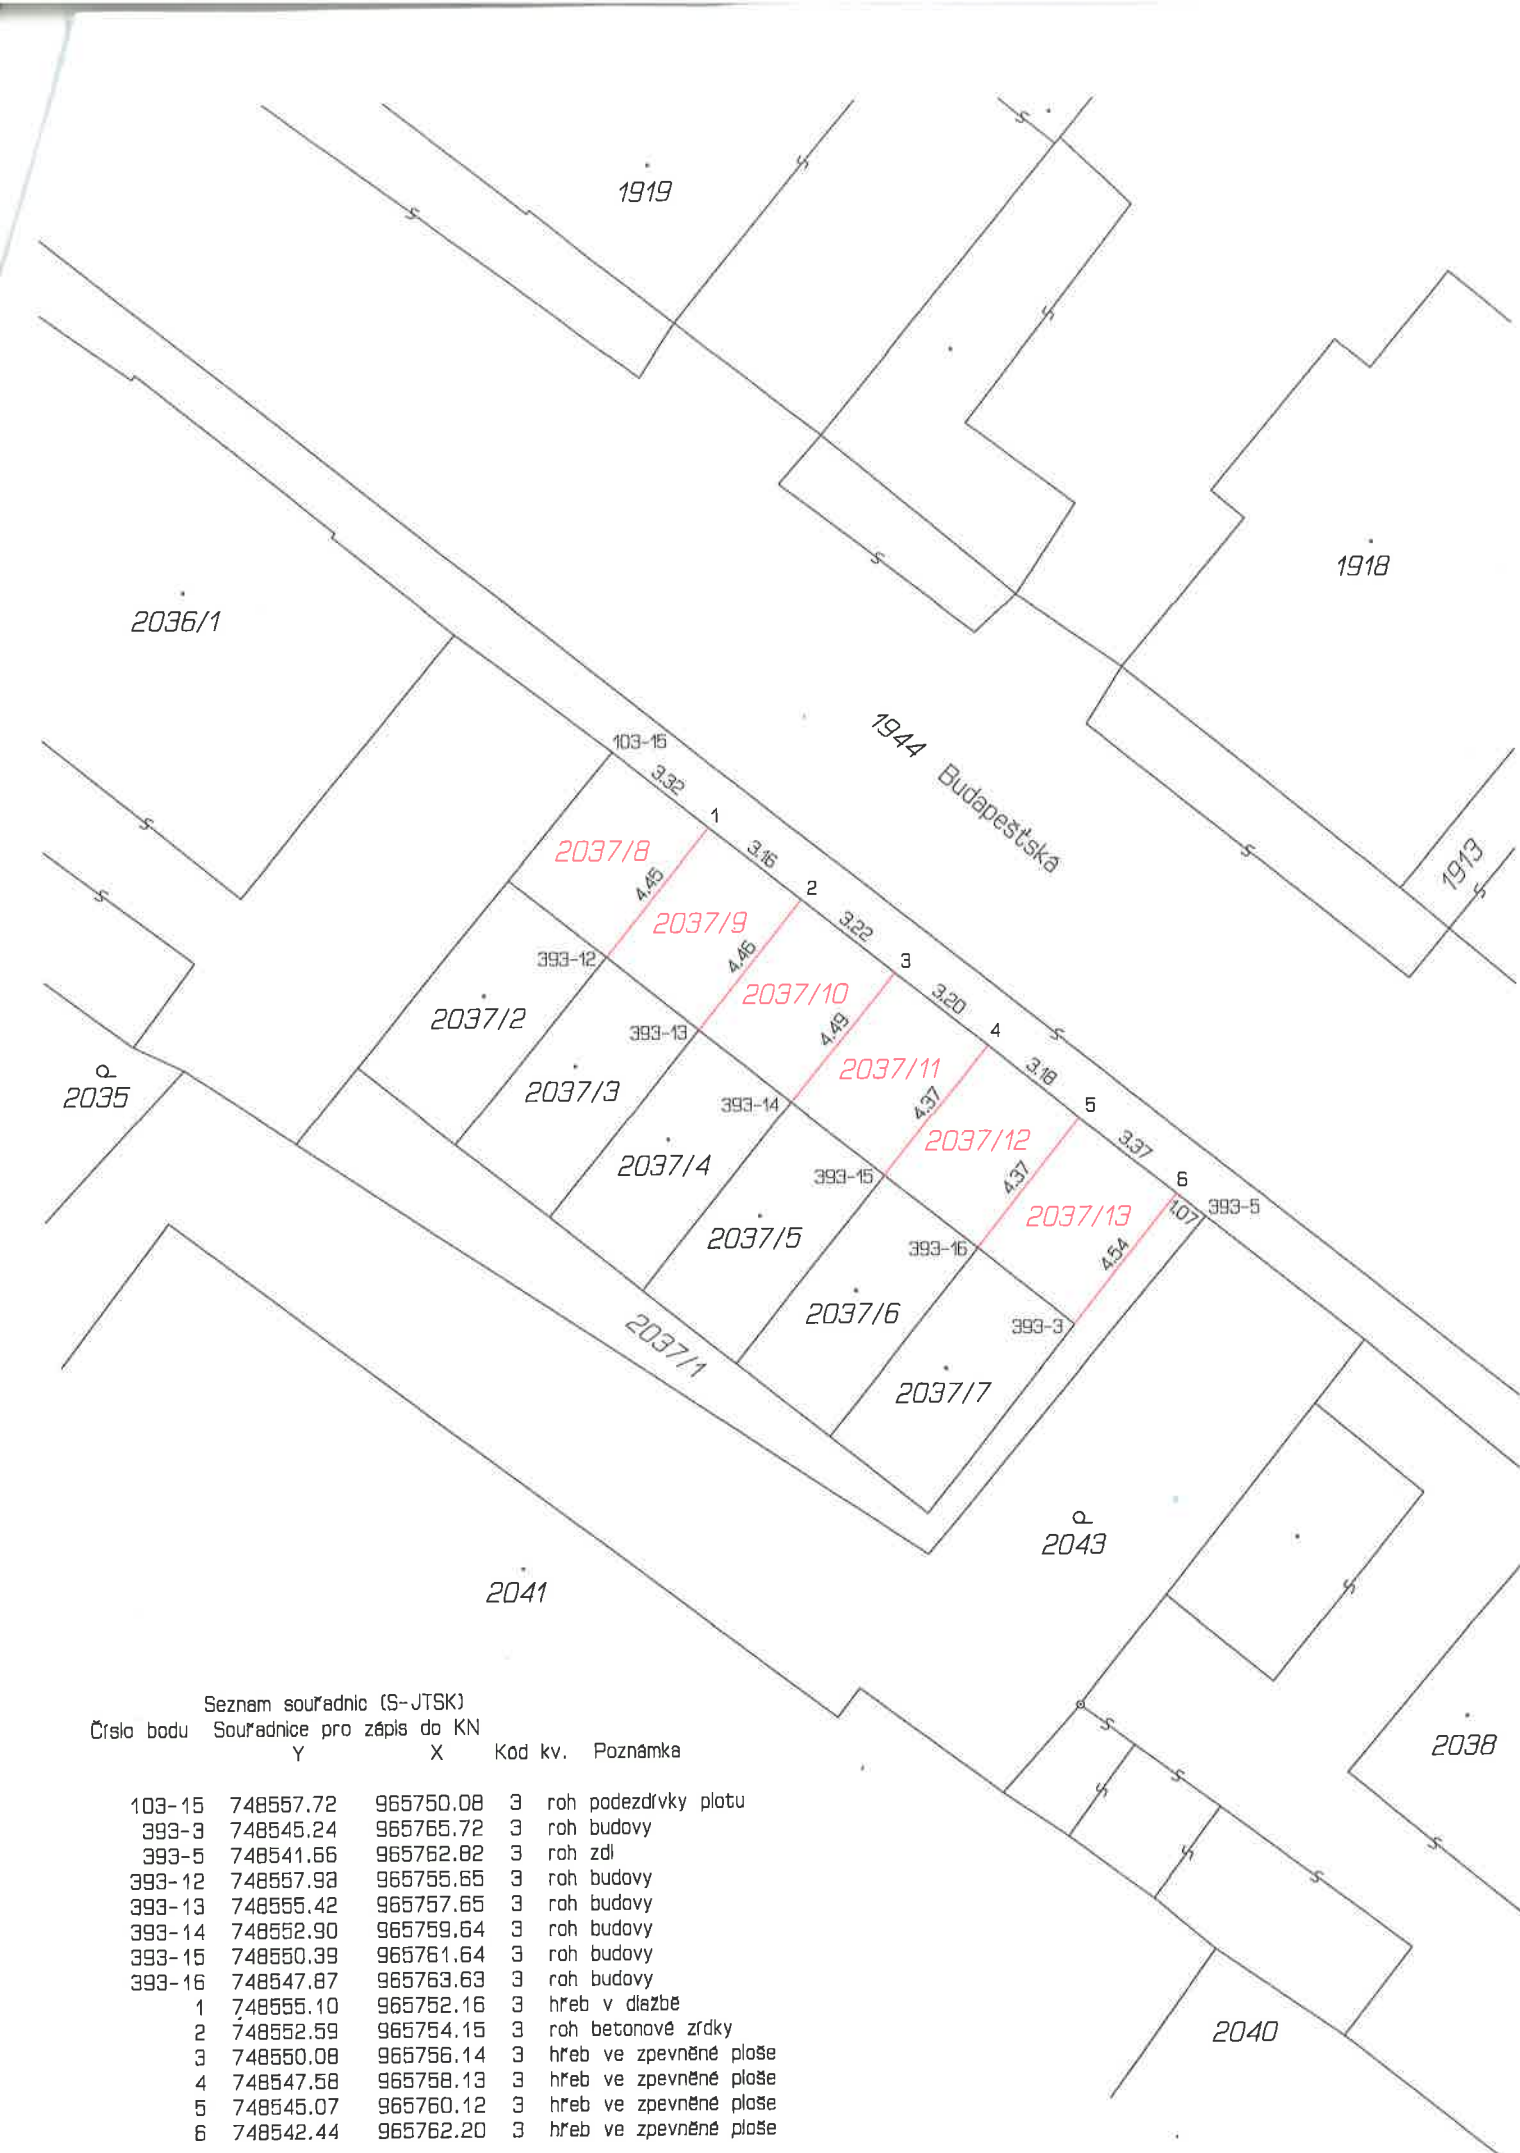 1919
1918
2036/1
1944 Budapešťská
103-15
3.32
1
2037/8
3.16
4.45
2
1913
2037/9
3.22
393-12
4.46
3
2037/10
3.20
2037/2
393-13
4.49
4
2037/11
3.18
2035
2037/3
393-14
4.37
5
2037/12
3.37
2037/4
393-15
4.37
6
1.07
393-5
2037/13
2037/5
393-16
4.54
2037/6
393-3
2037/1
2037/7
2043
2041
2038
2040
Seznam souřadnic (S-JTSK)
Číslo bodu Souřadnice pro zápis do KN
Y X Kód kv. Poznámka
103-15 748557.72 965750.08 3 roh podezdívky plotu
393-3 748545.24 965765.72 3 roh budovy
393-5 748541.66 965762.82 3 roh zdi
393-12 748557.93 965755.65 3 roh budovy
393-13 748555.42 965757.65 3 roh budovy
393-14 748552.90 965759.64 3 roh budovy
393-15 748550.39 965761.64 3 roh budovy
393-16 748547.87 965763.63 3 roh budovy
1 748555.10 965752.16 3 hřeb v dlažbě
2 748552.59 965754.15 3 roh betonové zídky
3 748550.08 965756.14 3 hřeb ve zpevněné ploše
4 748547.58 965758.13 3 hřeb ve zpevněné ploše
5 748545.07 965760.12 3 hřeb ve zpevněné ploše
6 748542.44 965762.20 3 hřeb ve zpevněné ploše